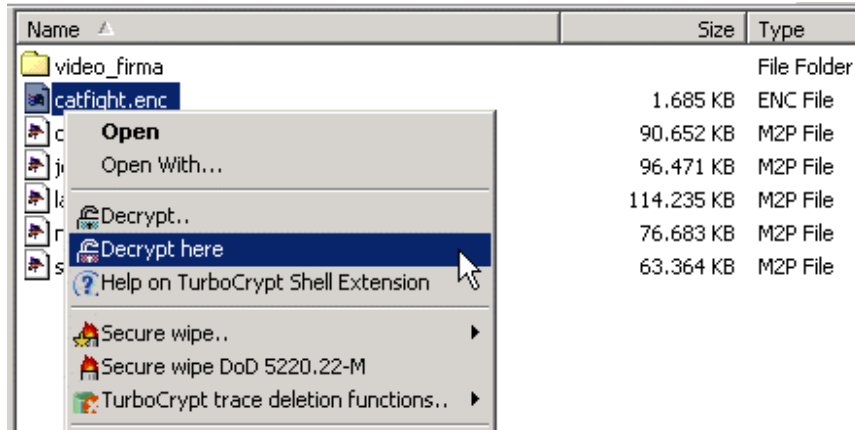 Name Size Type
video_firma File Folder
catfight.enc 1.685 KB ENC File
90.652 KB M2P File
96.471 KB M2P File
114.235 KB M2P File
76.683 KB M2P File
63.364 KB M2P File
Open
Open With...
Decrypt..
Decrypt here
Help on TurboCrypt Shell Extension
Secure wipe..
Secure wipe DoD 5220.22-M
TurboCrypt trace deletion functions..